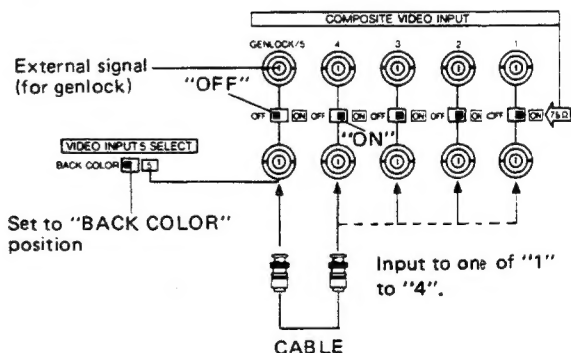 COMPOSITE VIDEO INPUT
GENLOCK/5 4 3 2 1
External signal
(for genlock)
"OFF"
OFF ON OFF ON OFF ON OFF ON OFF ON 75Ω
"ON"
VIDEO INPUT 5 SELECT
BACK COLOR 5
Set to "BACK COLOR"
position
Input to one of "1"
to "4".
CABLE